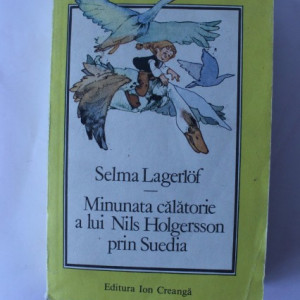 Selma Lagerlöf
Minunata călătorie
a lui Nils Holgersson
prin Suedia
Editura Ion Creangă